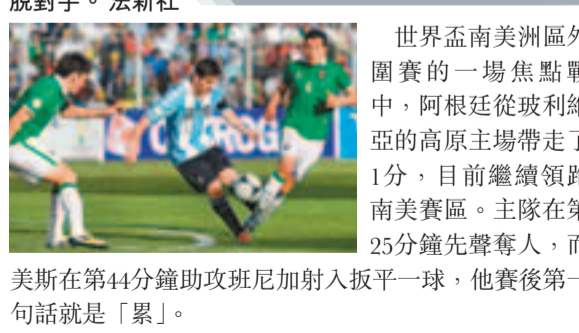 脫對手。 法新社
世界盃南美洲區外
圍賽的一場焦點戰
中，阿根廷從玻利維
亞的高原主場帶走了
1分，目前繼續領跑
南美賽區。主隊在第
25分鐘先聲奪人，而
美斯在第44分鐘助攻班尼加射入扳平一球，他賽後第一
句話就是「累」。